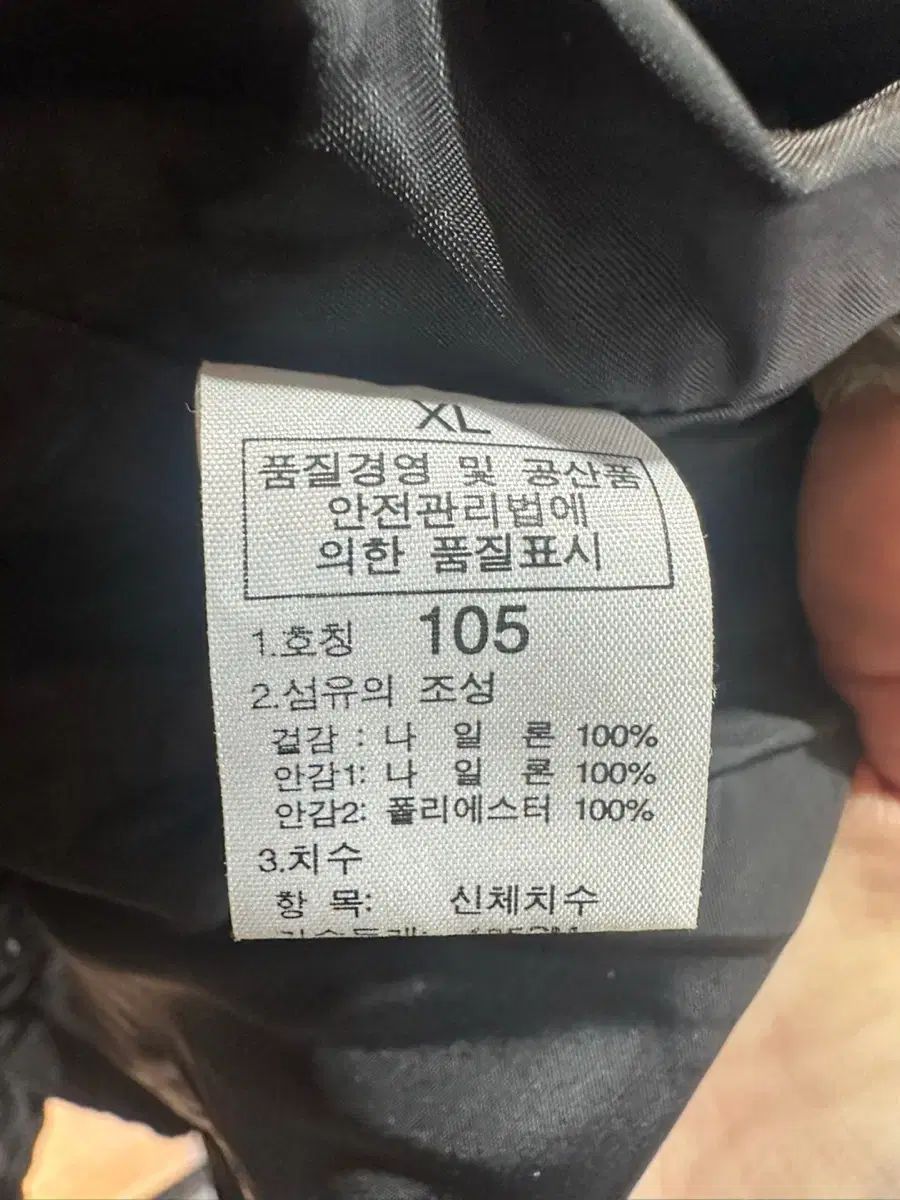 XL
품질경영 및 공산품
안전관리법에
의한 품질표시
1.호칭 105
2.섬유의 조성
겉감 : 나 일 론 100%
안감1: 나 일 론 100%
안감2: 폴리에스터 100%
3.치수
항 목: 신체치수